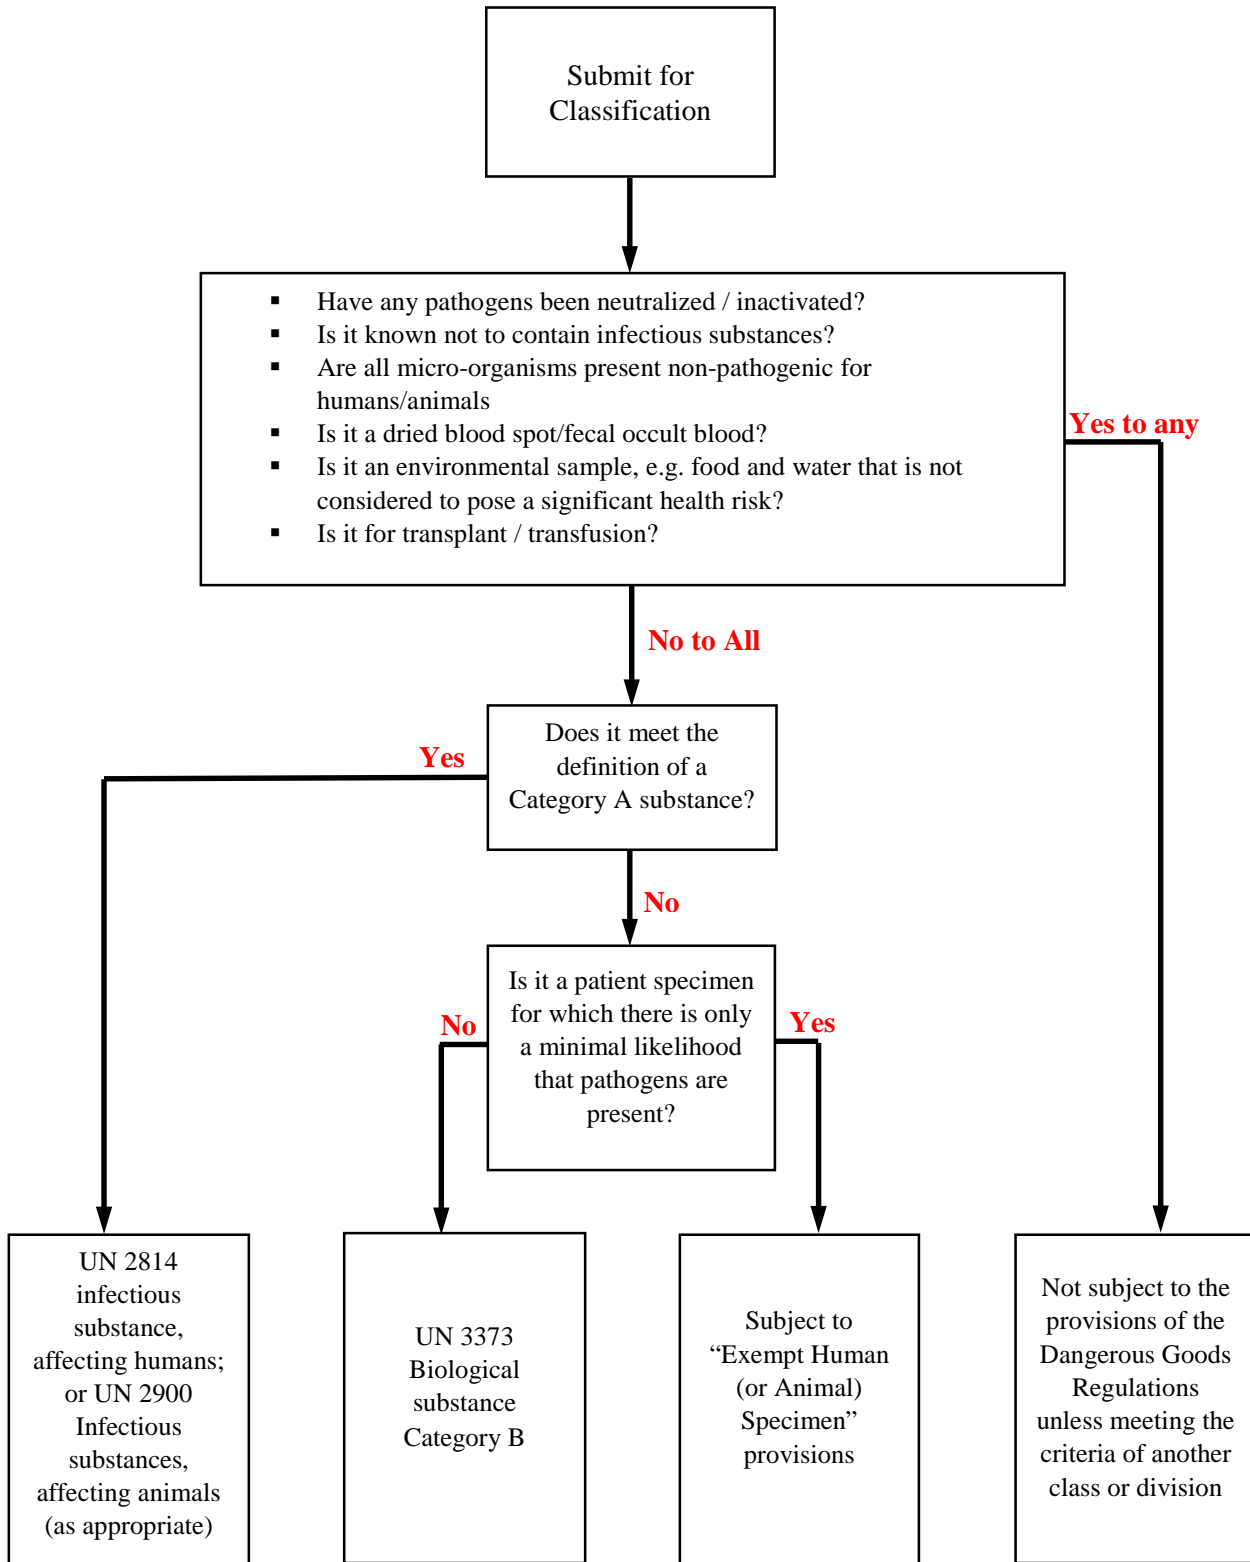 Submit for
Classification
▪ Have any pathogens been neutralized / inactivated?
▪ Is it known not to contain infectious substances?
▪ Are all micro-organisms present non-pathogenic for
humans/animals
▪ Is it a dried blood spot/fecal occult blood?
▪ Is it an environmental sample, e.g. food and water that is not
considered to pose a significant health risk?
▪ Is it for transplant / transfusion?
Yes to any
No to All
Does it meet the
definition of a
Category A substance?
Yes
No
Is it a patient specimen
for which there is only
a minimal likelihood
that pathogens are
present?
No
Yes
UN 2814
infectious
substance,
affecting humans;
or UN 2900
Infectious
substances,
affecting animals
(as appropriate)
UN 3373
Biological
substance
Category B
Subject to
“Exempt Human
(or Animal)
Specimen”
provisions
Not subject to the
provisions of the
Dangerous Goods
Regulations
unless meeting the
criteria of another
class or division